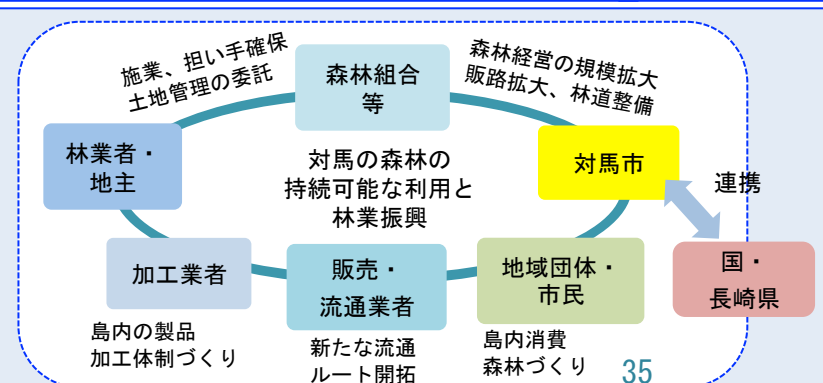 施業、担い手確保
土地管理の委託
森林組合
等
森林経営の規模拡大
販路拡大、林道整備
林業者・
地主
対馬の森林の
持続可能な利用と
林業振興
対馬市
連携
加工業者
販売・
流通業者
地域団体・
市民
国・
長崎県
島内の製品
加工体制づくり
新たな流通
ルート開拓
島内消費
森林づくり
35